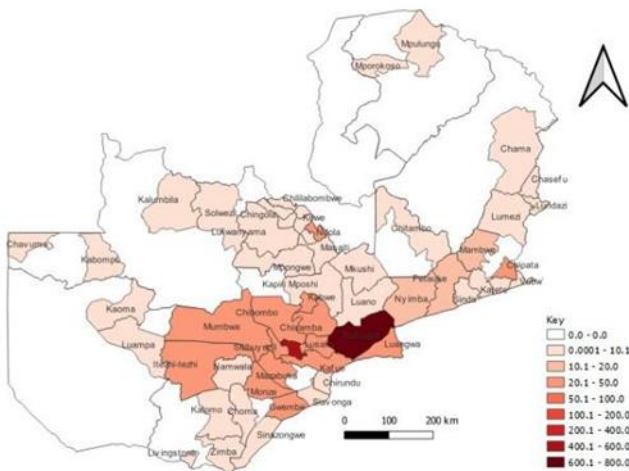 Mpulungu
Mporokoso
Chama
Chasefu
Lundazi
Lumezi
Kalumbila
Solwezi
Chililabombwe
Chingola
Kitwe
Ndola
Lufwanyama
Masaiti
Chitambo
Mambwe
Chipata
Chavuma
Kabompo
Mpongwe
Mkushi
Petauke
Katete
Vubwi
Sinda
Nyimba
Kapiri Mposhi
Luano
Kaoma
Chibombo
Kabwe
Mumbwa
Chisamba
Luampa
Shibuyunji
Luangwa
Itezhi-tezhi
Kafue
Namwala
Mazabuka
Chirundu
Monze
Siavonga
Gwembe
Kalomo
Choma
Sinazongwe
Livingstone
Zimba
0 100 200 km
Key
0.0 - 0.0
0.0001 - 10.1
10.1 - 20.0
20.1 - 50.0
50.1 - 100.0
100.1 - 200.0
200.1 - 400.0
400.1 - 600.1
600.1 - 800.0